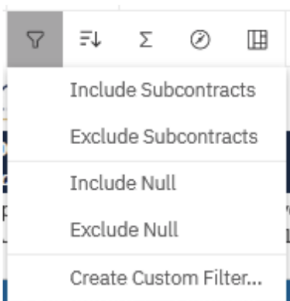 Σ
Include Subcontracts
Exclude Subcontracts
Include Null
Exclude Null
Create Custom Filter...